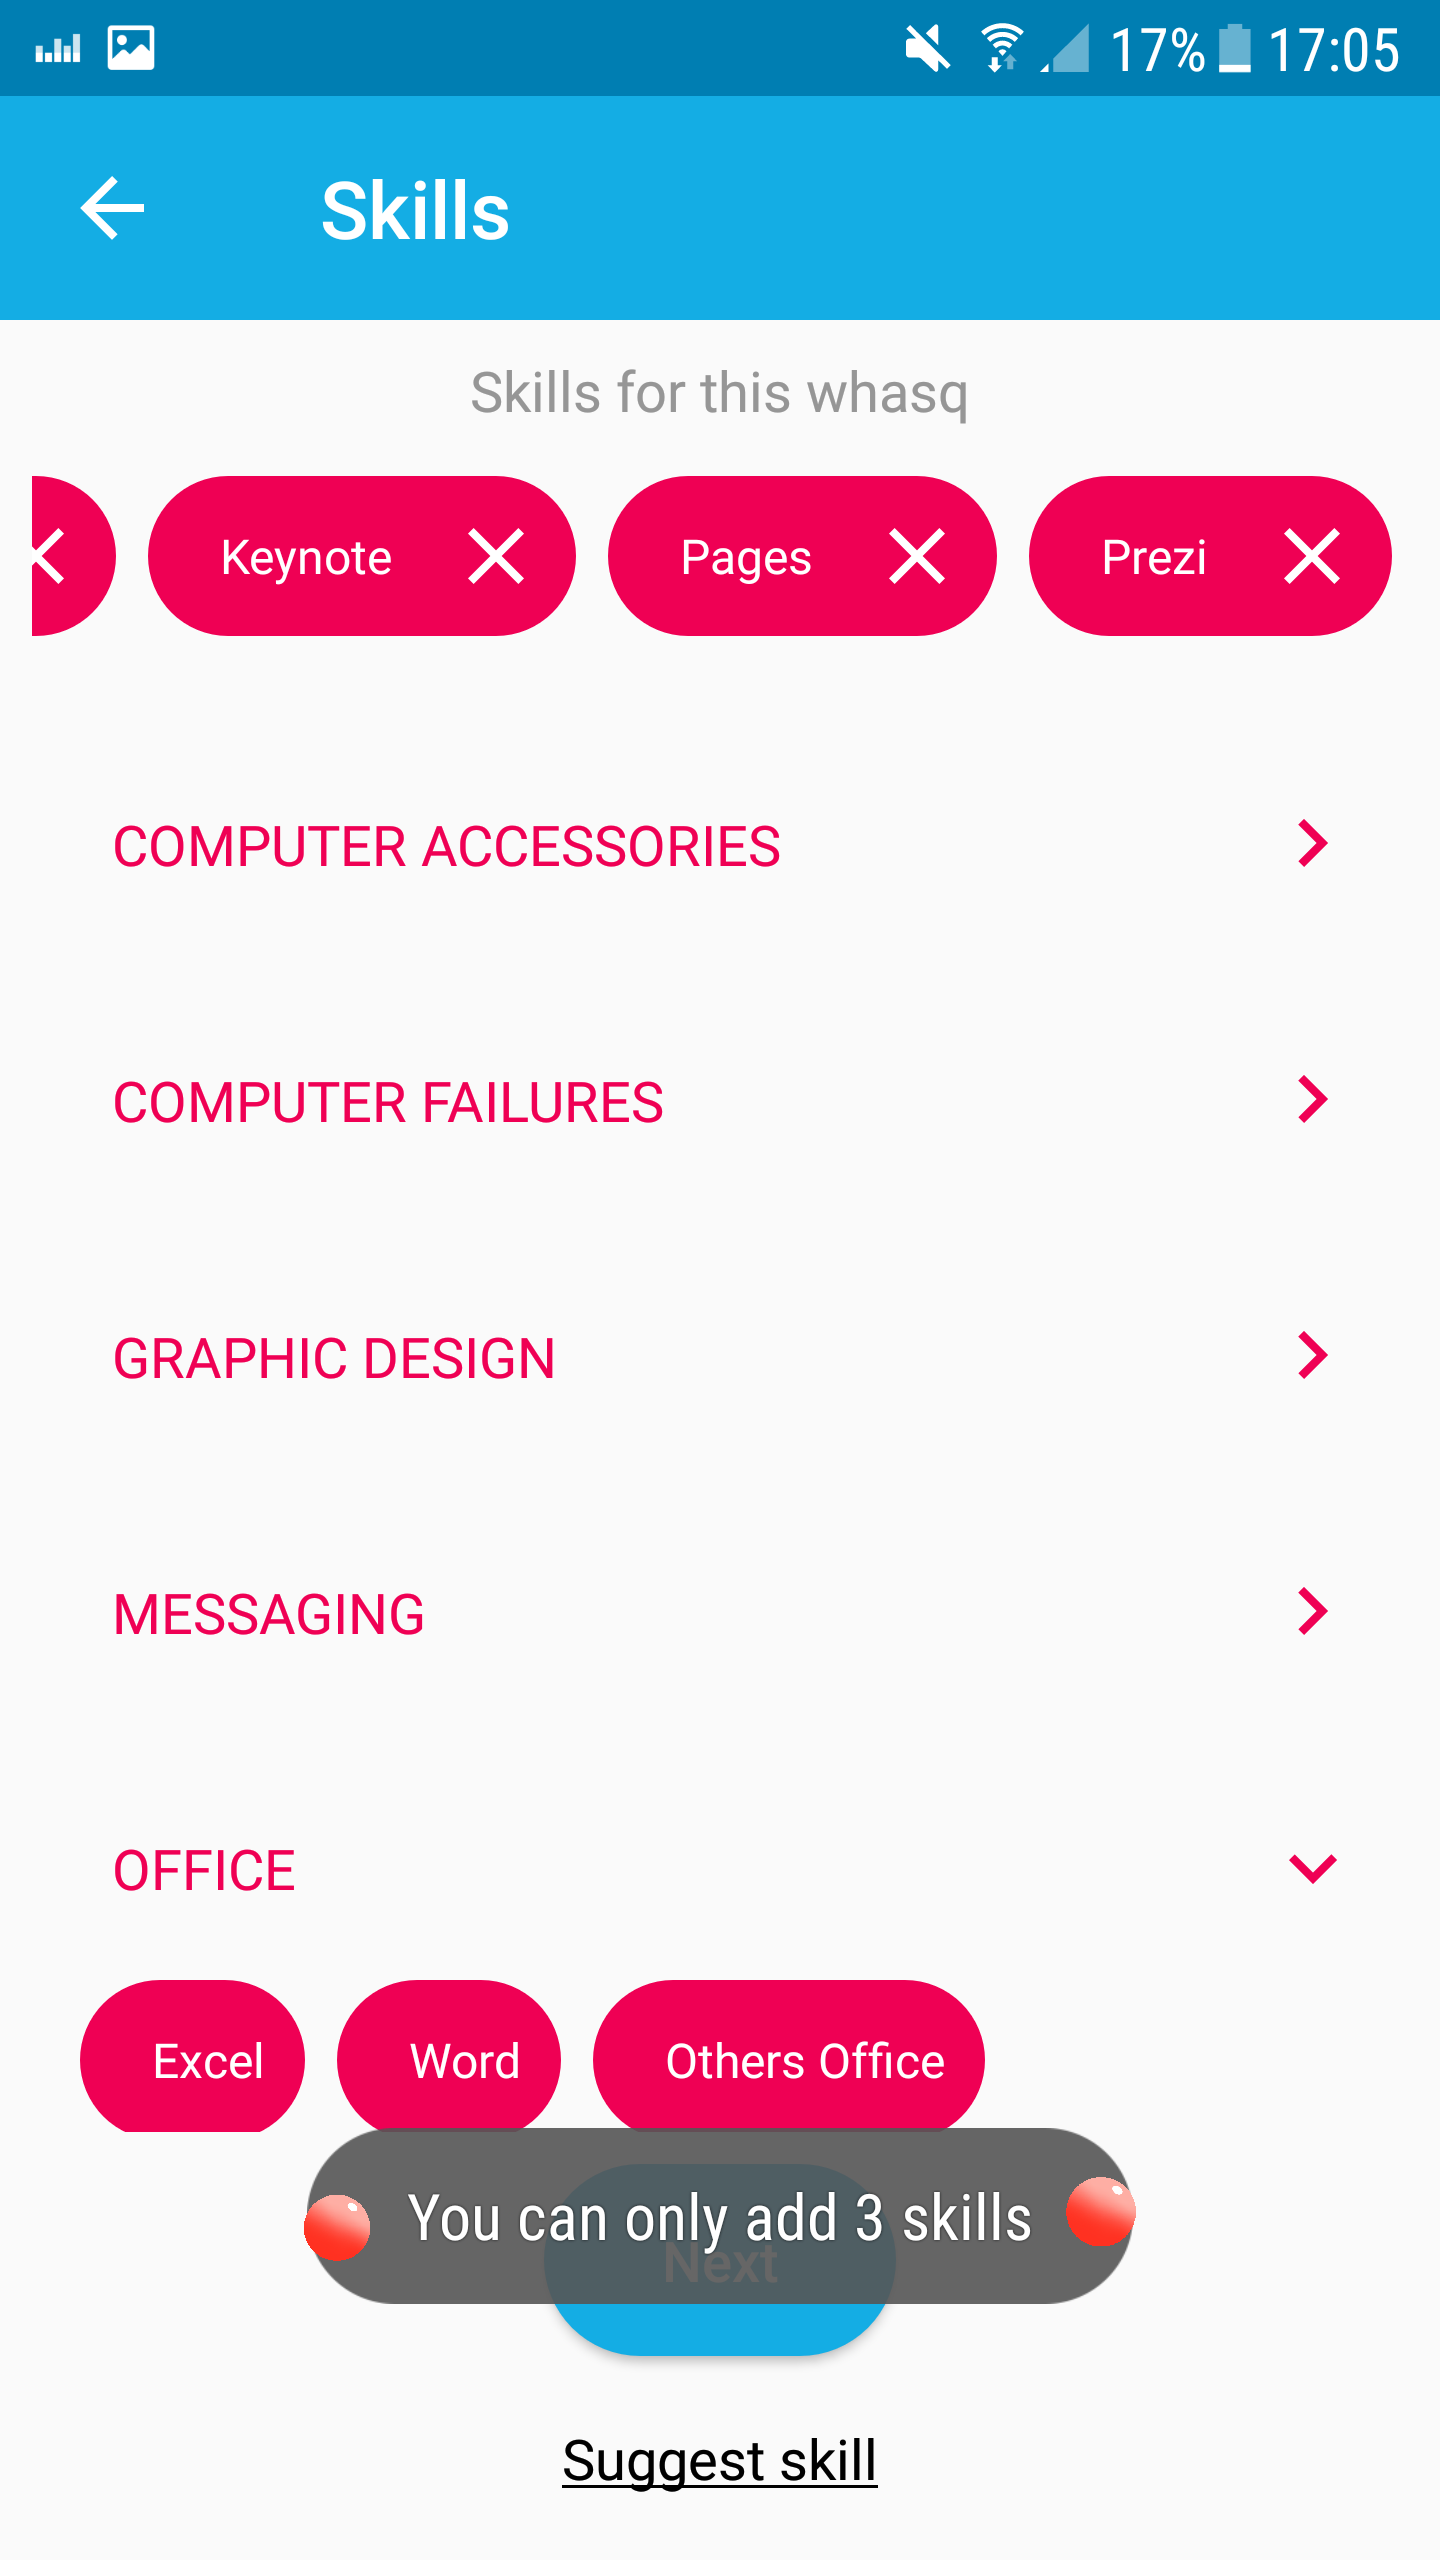 17% 17:05
Skills
Skills for this whasq
Keynote Pages Prezi
COMPUTER ACCESSORIES
COMPUTER FAILURES
GRAPHIC DESIGN
MESSAGING
OFFICE
Excel Word Others Office
You can only add 3 skills
Next
Suggest skill